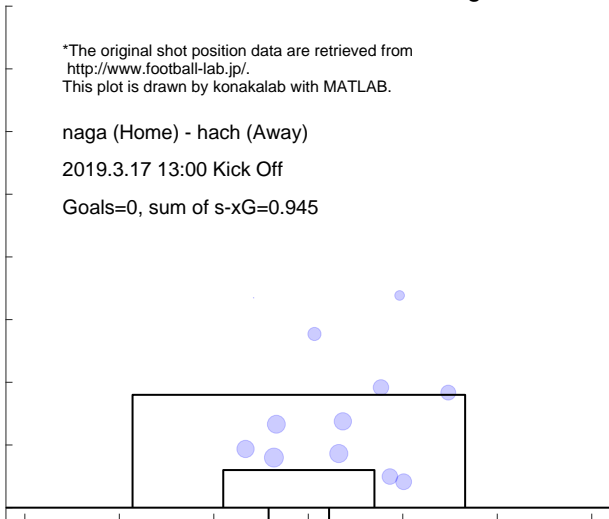 *The original shot position data are retrieved from
http://www.football-lab.jp/.
This plot is drawn by konakalab with MATLAB.
naga (Home) - hach (Away)
2019.3.17 13:00 Kick Off
Goals=0, sum of s-xG=0.945